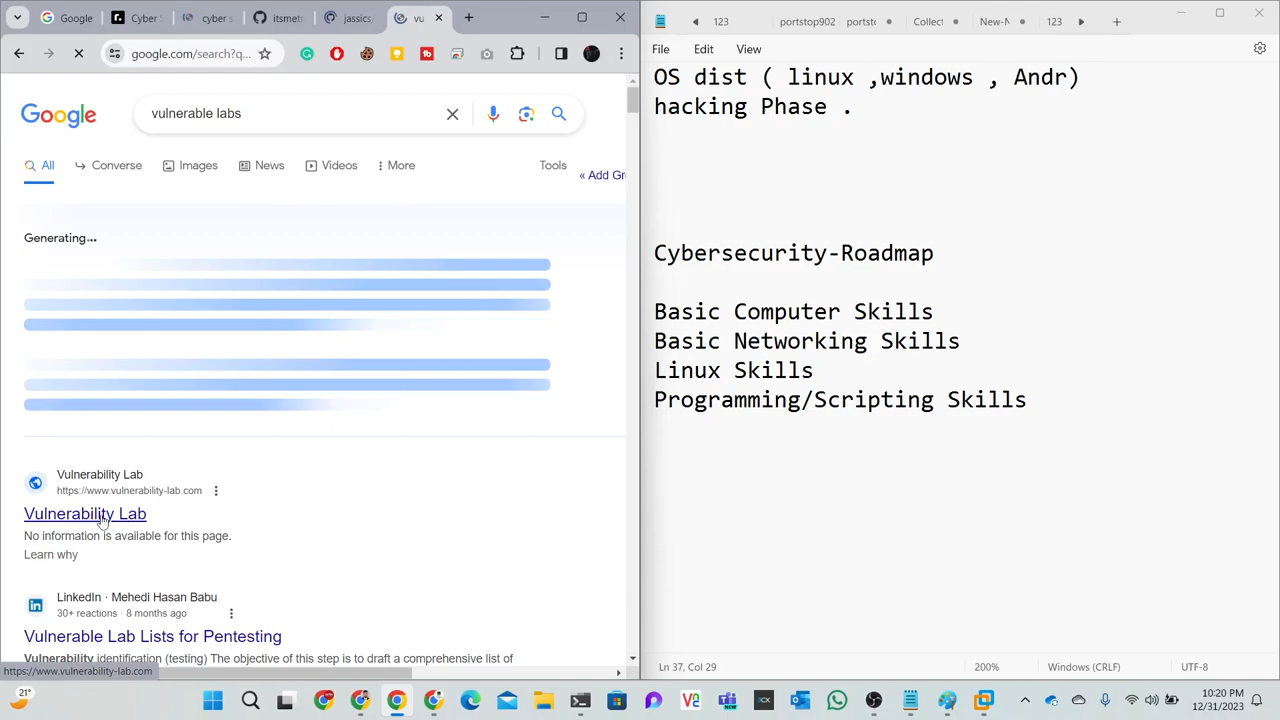 Google
Cyber S
cyber s
itsmetr
jassics,
vu
google.com/search?q...
Google
vulnerable labs
All
Converse
Images
News
Videos
More
Tools
« Add Gr
Generating...
Vulnerability Lab
https://www.vulnerability-lab.com
Vulnerability Lab
No information is available for this page.
Learn why
LinkedIn · Mehedi Hasan Babu
30+ reactions · 8 months ago
Vulnerable Lab Lists for Pentesting
Vulnerability identification (testing) The objective of this step is to draft a comprehensive list of
https://www.vulnerability-lab.com
123
portstop902
portstc
Collect
New-N
123
File
Edit
View
OS dist ( linux ,windows , Andr)
hacking Phase .
Cybersecurity-Roadmap
Basic Computer Skills
Basic Networking Skills
Linux Skills
Programming/Scripting Skills
Ln 37, Col 29
200%
Windows (CRLF)
UTF-8
21°
10:20 PM
12/31/2023